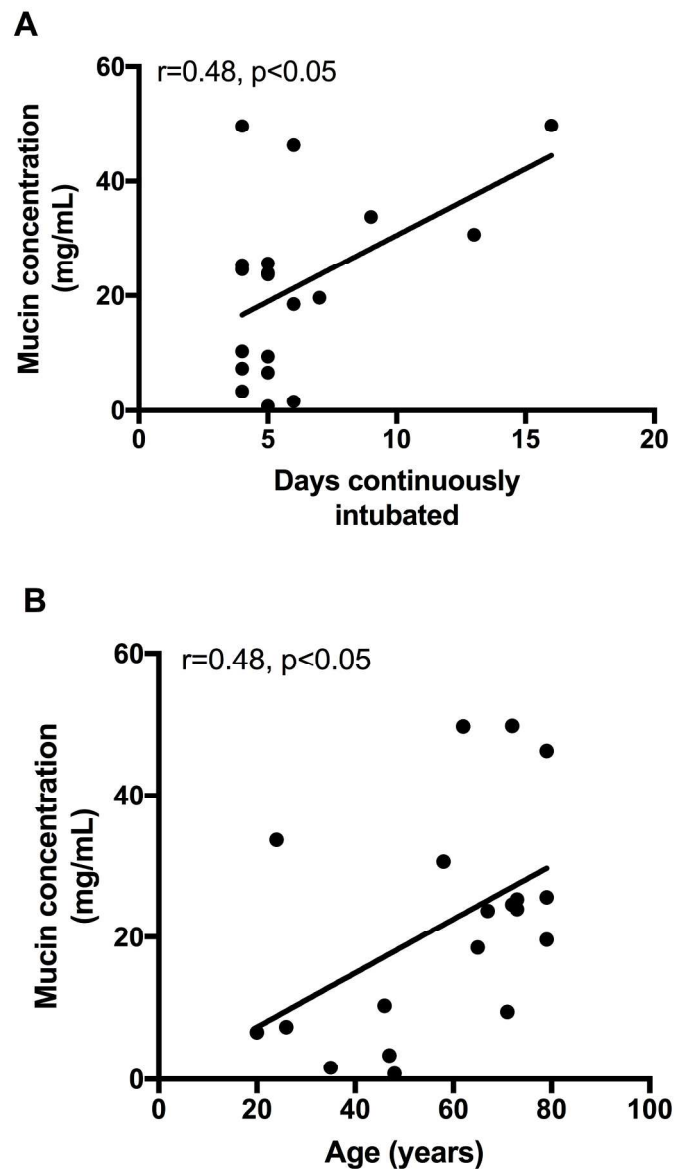 A
r=0.48, p<0.05
60
40
20
0
Mucin concentration
(mg/mL)
0 5 10 15 20
Days continuously
intubated
B
r=0.48, p<0.05
60
40
20
0
Mucin concentration
(mg/mL)
0 20 40 60 80 100
Age (years)